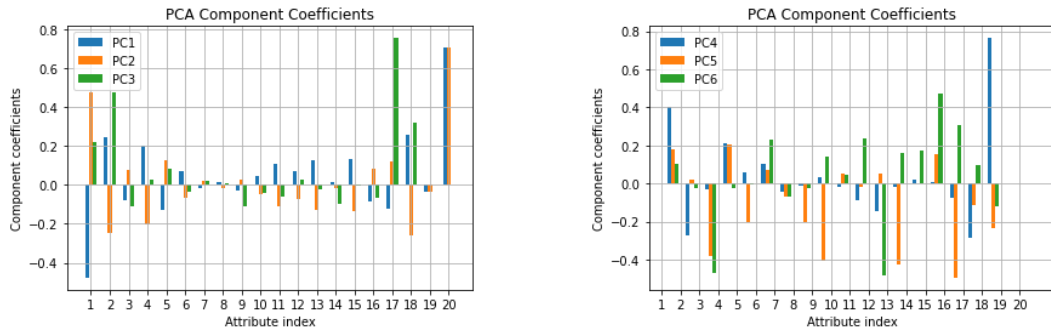 PCA Component Coefficients
PC1
PC2
PC3
Component coefficients
0.8
0.6
0.4
0.2
0.0
−0.2
−0.4
1 2 3 4 5 6 7 8 9 10 11 12 13 14 15 16 17 18 19 20
Attribute index
PCA Component Coefficients
PC4
PC5
PC6
Component coefficients
0.8
0.6
0.4
0.2
0.0
−0.2
−0.4
1 2 3 4 5 6 7 8 9 10 11 12 13 14 15 16 17 18 19 20
Attribute index